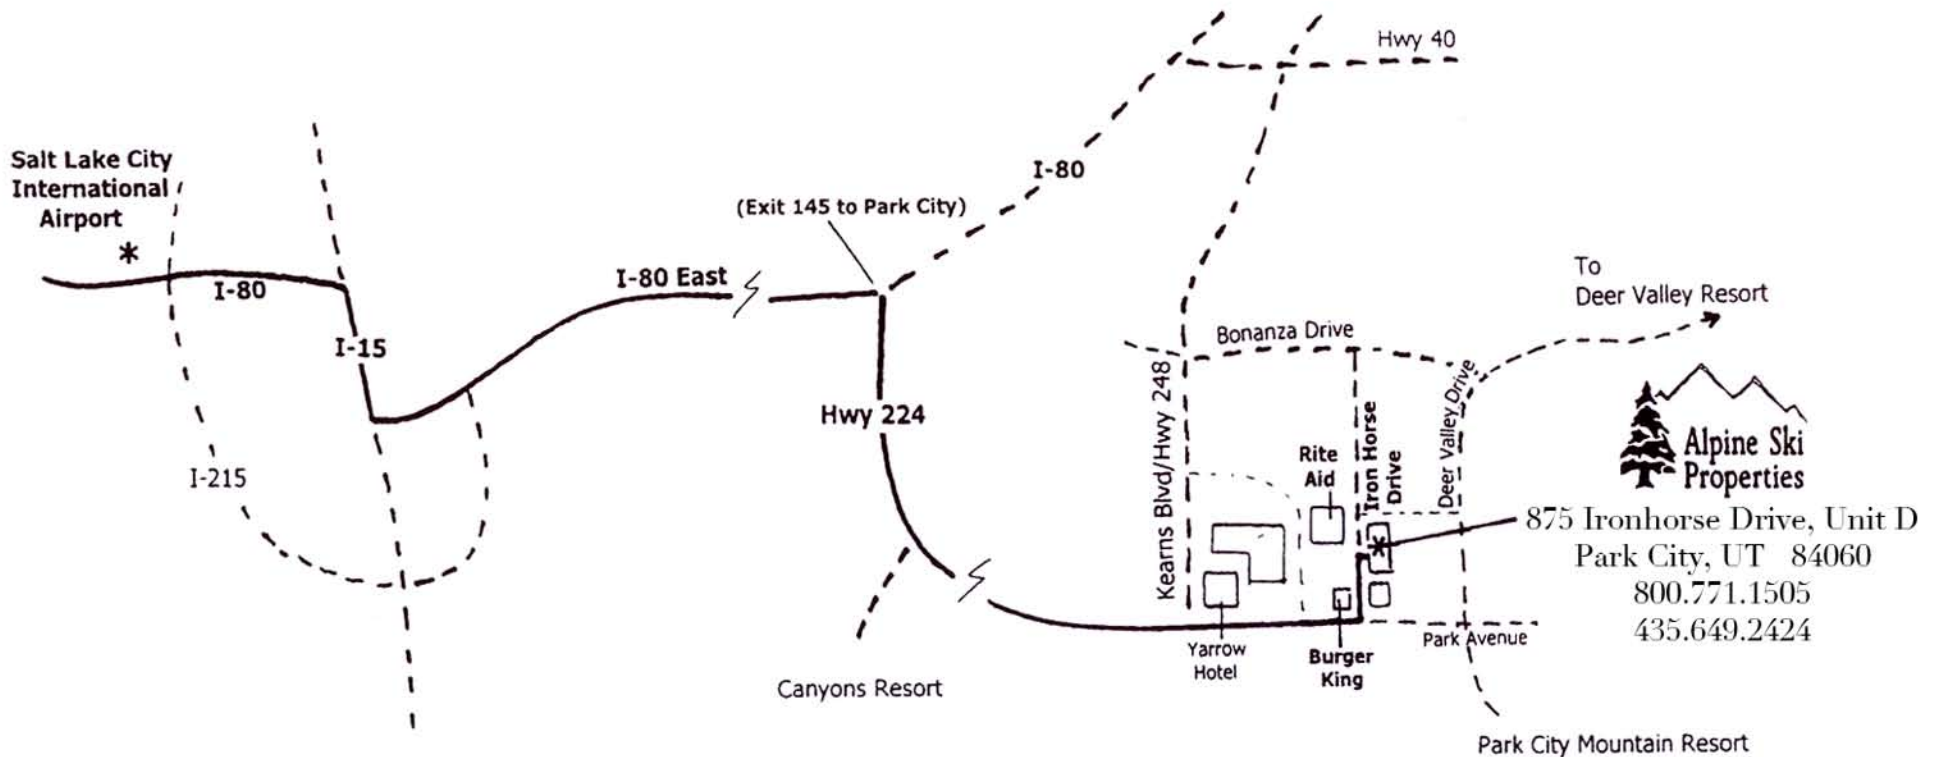 Salt Lake City
International
Airport
*
I-80
I-15
I-215
I-80 East
(Exit 145 to Park City)
I-80
Hwy 40
Hwy 224
Canyons Resort
Kearns Blvd/Hwy 248
Bonanza Drive
Rite
Aid
Iron Horse
Drive
Deer Valley Drive
To
Deer Valley Resort
Yarrow
Hotel
Burger
King
Park Avenue
Park City Mountain Resort
Alpine Ski
Properties
875 Ironhorse Drive, Unit D
Park City, UT 84060
800.771.1505
435.649.2424